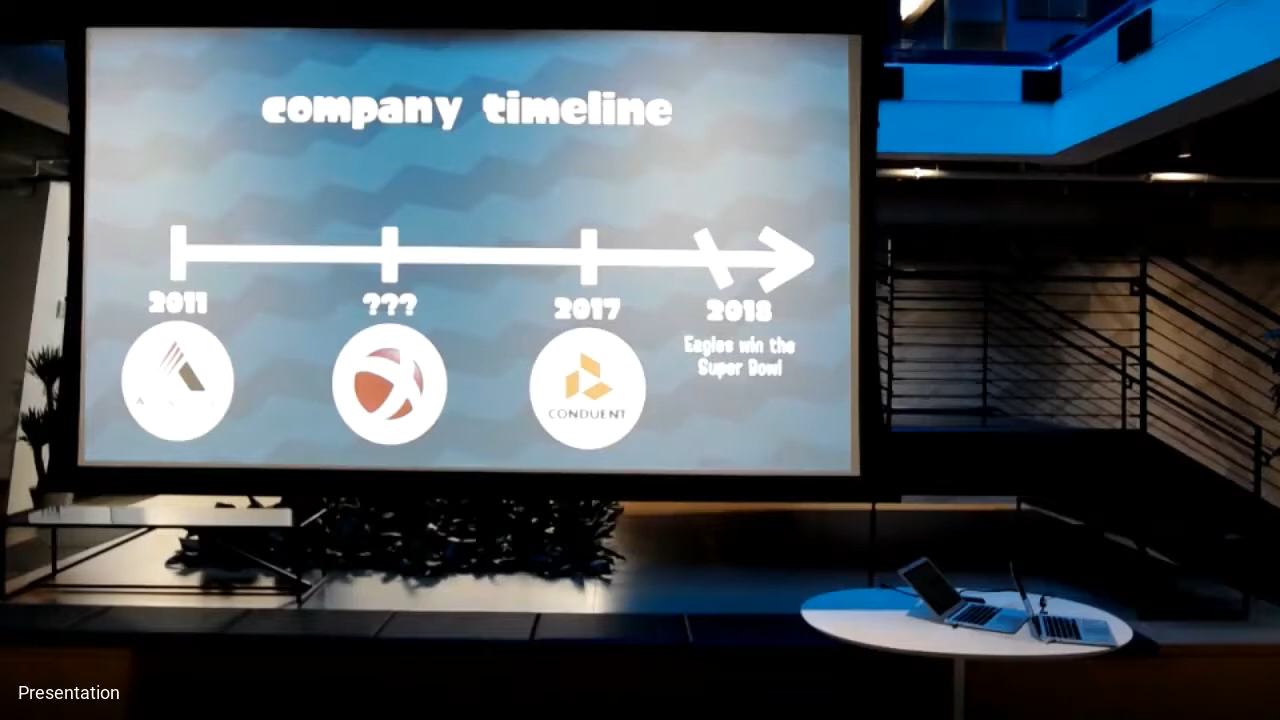 company timeline
2011
???
2017
2018
Eagles win the
Super Bowl
CONDUENT
Presentation